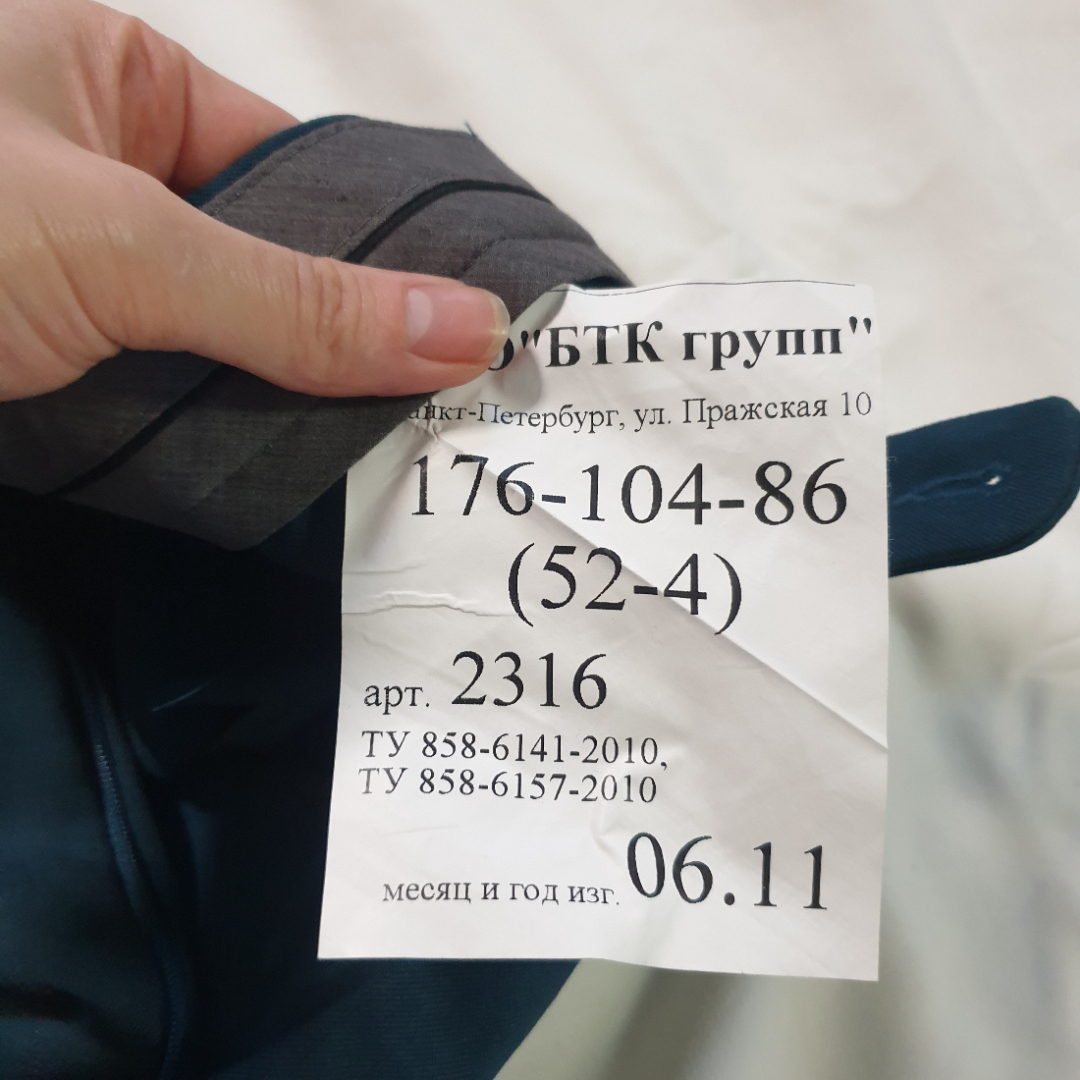 "БТК групп"
Санкт-Петербург, ул. Пражская 10
176-104-86
(52-4)
арт. 2316
ТУ 858-6141-2010,
ТУ 858-6157-2010
месяц и год изг. 06.11